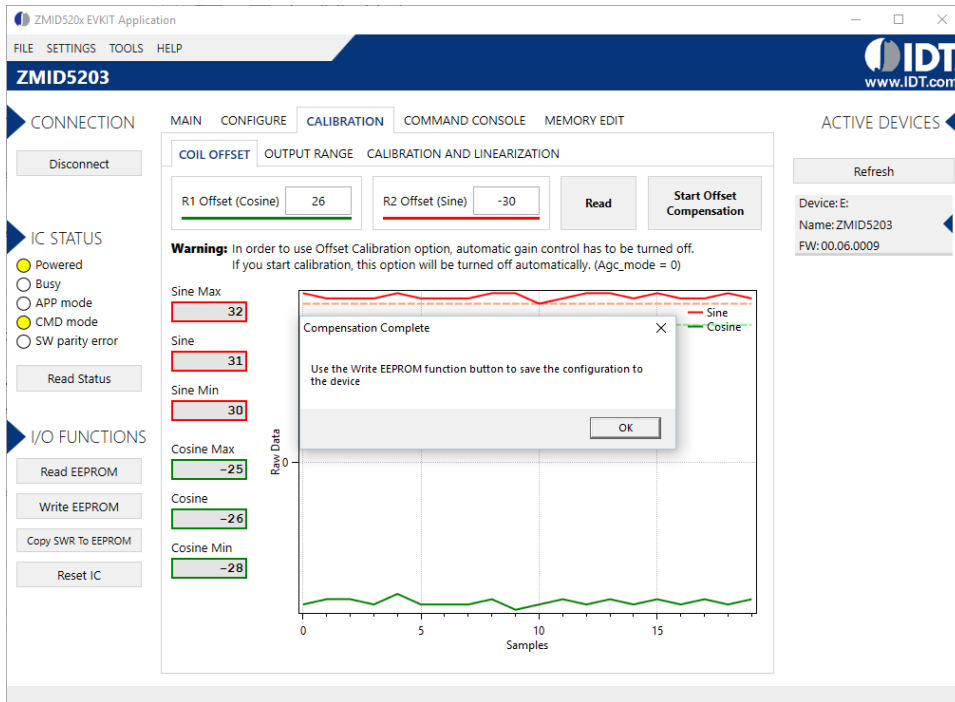 ZMID520x EVKIT Application
FILE SETTINGS TOOLS HELP
ZMID5203
IDT
www.IDT.com
CONNECTION
Disconnect
IC STATUS
Powered
Busy
APP mode
CMD mode
SW parity error
Read Status
I/O FUNCTIONS
Read EEPROM
Write EEPROM
Copy SWR To EEPROM
Reset IC
MAIN CONFIGURE CALIBRATION COMMAND CONSOLE MEMORY EDIT
COIL OFFSET OUTPUT RANGE CALIBRATION AND LINEARIZATION
R1 Offset (Cosine) 26
R2 Offset (Sine) -30
Read
Start Offset
Compensation
Warning: In order to use Offset Calibration option, automatic gain control has to be turned off.
If you start calibration, this option will be turned off automatically. (Agc_mode = 0)
Sine Max
32
Sine
31
Sine Min
30
Cosine Max
-25
Cosine
-26
Cosine Min
-28
Sine
Cosine
Compensation Complete
Use the Write EEPROM function button to save the configuration to
the device
OK
Raw Data
0
0 5 10 15
Samples
ACTIVE DEVICES
Refresh
Device: E:
Name: ZMID5203
FW: 00.06.0009